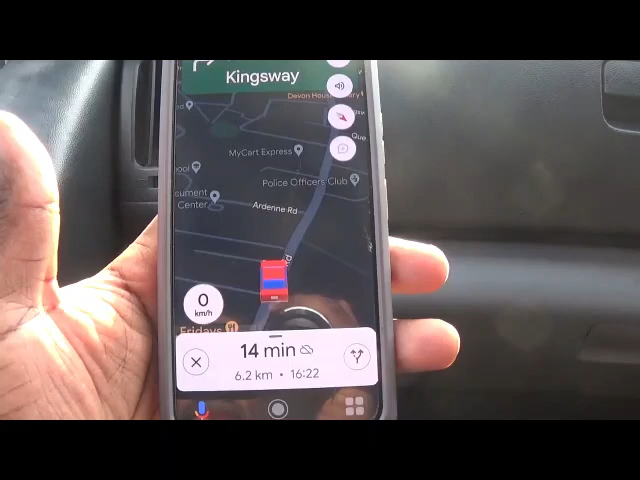 Kingsway
Devon House
MyCart Express
Police Officers Club
Ardenne Rd
Center
0
km/h
Fridays
14 min
6.2 km • 16:22